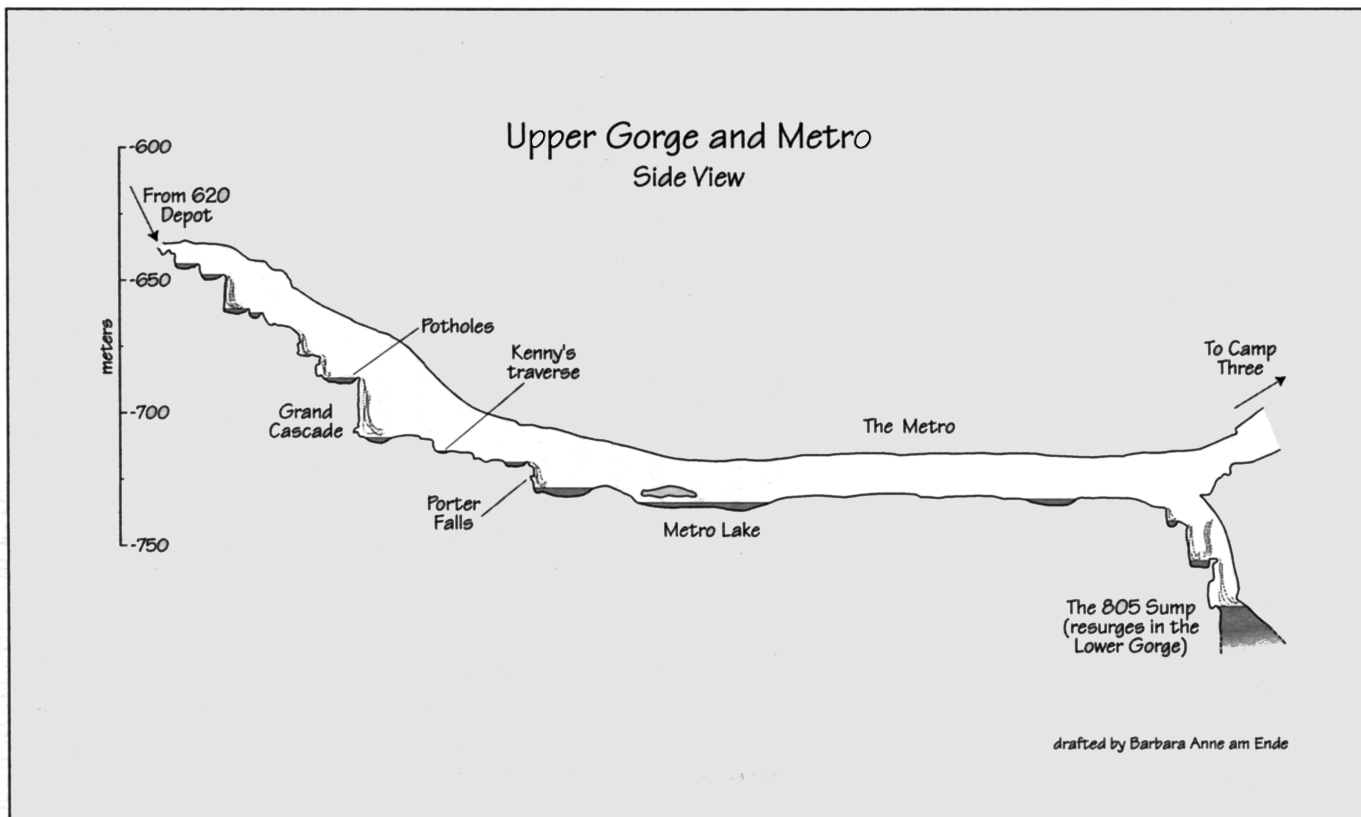 Upper Gorge and Metro
Side View
-600
-650
-700
-750
meters
From 620
Depot
Potholes
Kenny's
traverse
Grand
Cascade
Porter
Falls
The Metro
Metro Lake
To Camp
Three
The 805 Sump
(resurges in the
Lower Gorge)
drafted by Barbara Anne am Ende